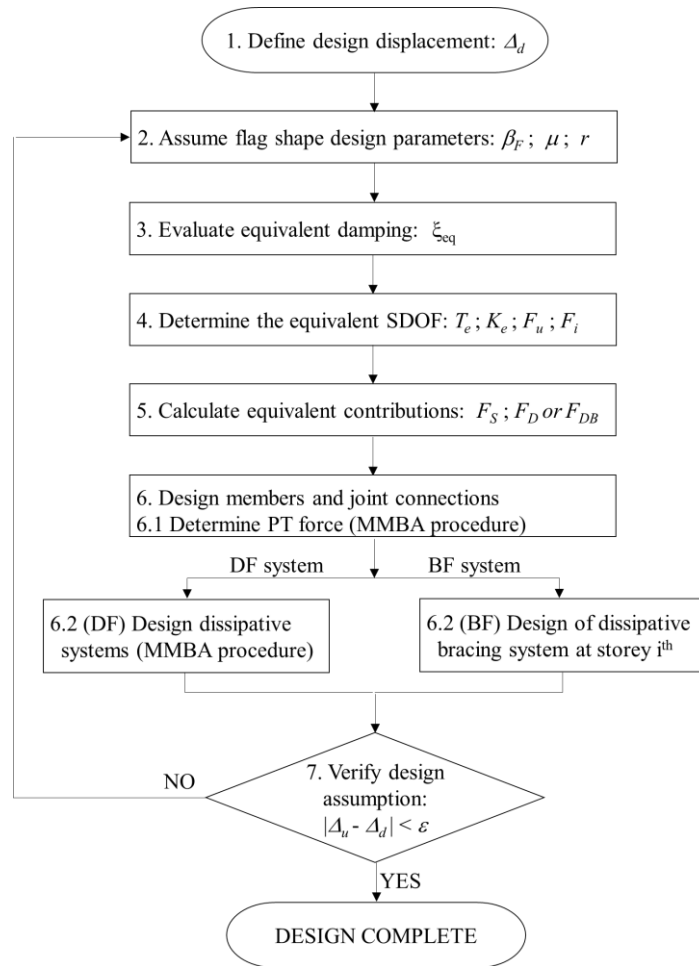 1. Define design displacement: Δd
2. Assume flag shape design parameters: βF ; μ ; r
3. Evaluate equivalent damping: ξeq
4. Determine the equivalent SDOF: Te ; Ke ; Fu ; Fi
5. Calculate equivalent contributions: FS ; FD or FDB
6. Design members and joint connections
6.1 Determine PT force (MMBA procedure)
DF system
BF system
6.2 (DF) Design dissipative
systems (MMBA procedure)
6.2 (BF) Design of dissipative
bracing system at storey ith
NO
7. Verify design
assumption:
|Δu - Δd| < ε
YES
DESIGN COMPLETE